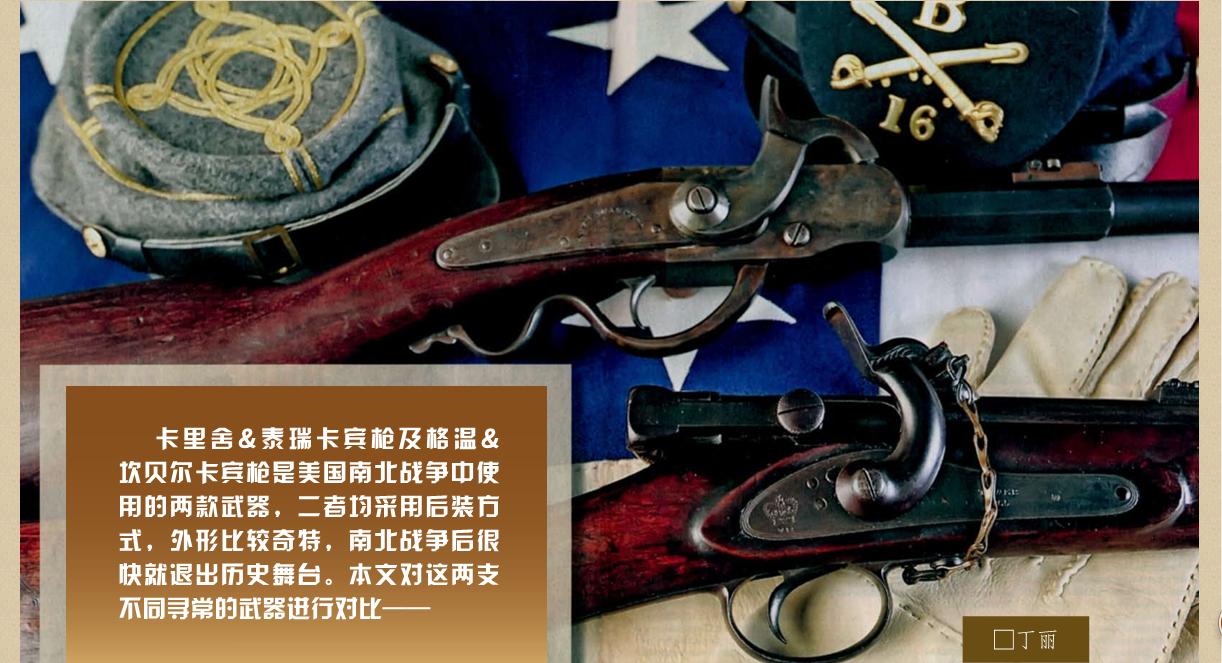 B
16
卡里舍&泰瑞卡宾枪及格温&
坎贝尔卡宾枪是美国南北战争中使
用的两款武器，二者均采用后装方
式，外形比较奇特，南北战争后很
快就退出历史舞台。本文对这两支
不同寻常的武器进行对比——
□丁丽